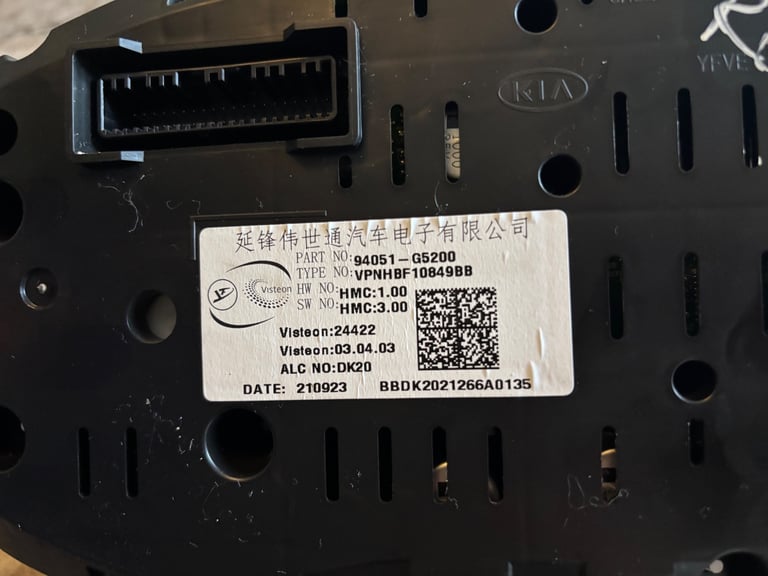 KIA
延锋伟世通汽车电子有限公司
PART NO: 94051-G5200
TYPE NO: VPNHBF10849BB
HW NO: HMC:1.00
SW NO: HMC:3.00
Visteon
Visteon:24422
Visteon:03.04.03
ALC NO:DK20
DATE: 210923 BBDK2021266A0135